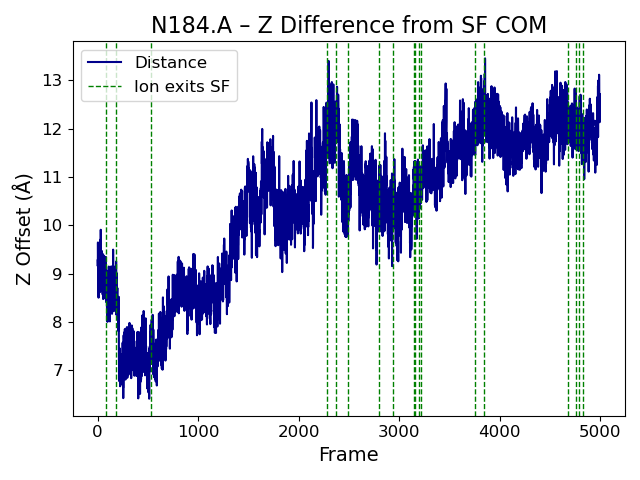 N184.A – Z Difference from SF COM
Distance
Ion exits SF
Z Offset (Å)
13
12
11
10
9
8
7
0 1000 2000 3000 4000 5000
Frame